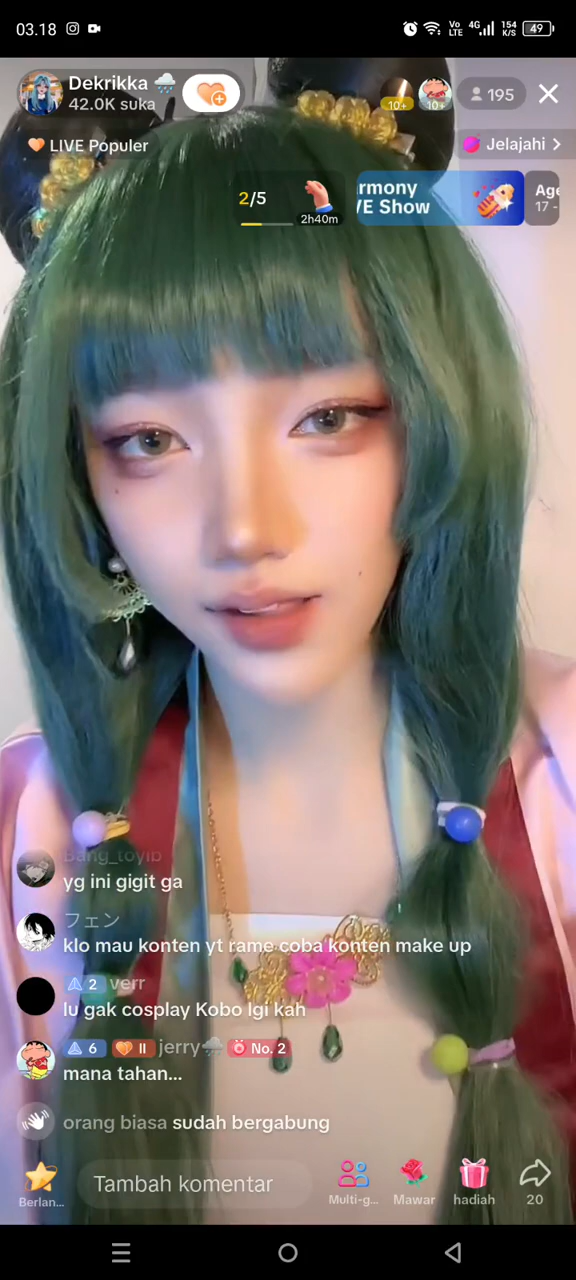 03.18
Vo
LTE
4G
154
K/S
49
Dekrikka
42.0K suka
10+
10+
195
LIVE Populer
Jelajahi
2/5
2h40m
rmony
VE Show
Age
17 -
Bang_toyib
yg ini gigit ga
フェン
klo mau konten yt rame coba konten make up
2 verr
lu gak cosplay Kobo lgi kah
6 II jerry No. 2
mana tahan...
orang biasa sudah bergabung
Berlan...
Tambah komentar
Multi-g...
Mawar
hadiah
20